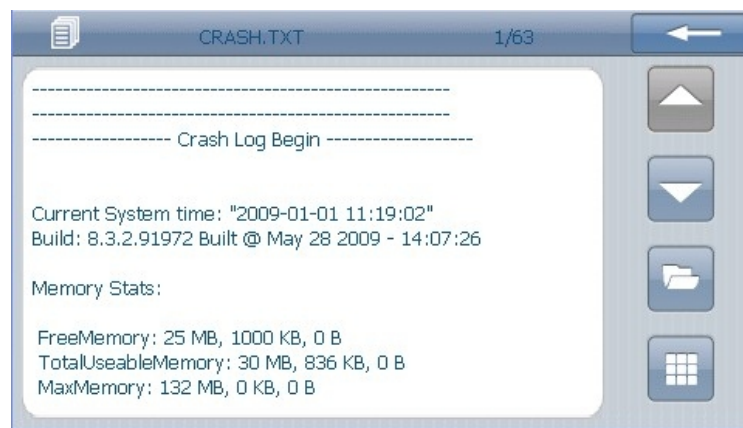 CRASH.TXT 1/63
------------------------------------------------------
------------------------------------------------------
------------------ Crash Log Begin -------------------
Current System time: "2009-01-01 11:19:02"
Build: 8.3.2.91972 Built @ May 28 2009 - 14:07:26
Memory Stats:
FreeMemory: 25 MB, 1000 KB, 0 B
TotalUseableMemory: 30 MB, 836 KB, 0 B
MaxMemory: 132 MB, 0 KB, 0 B